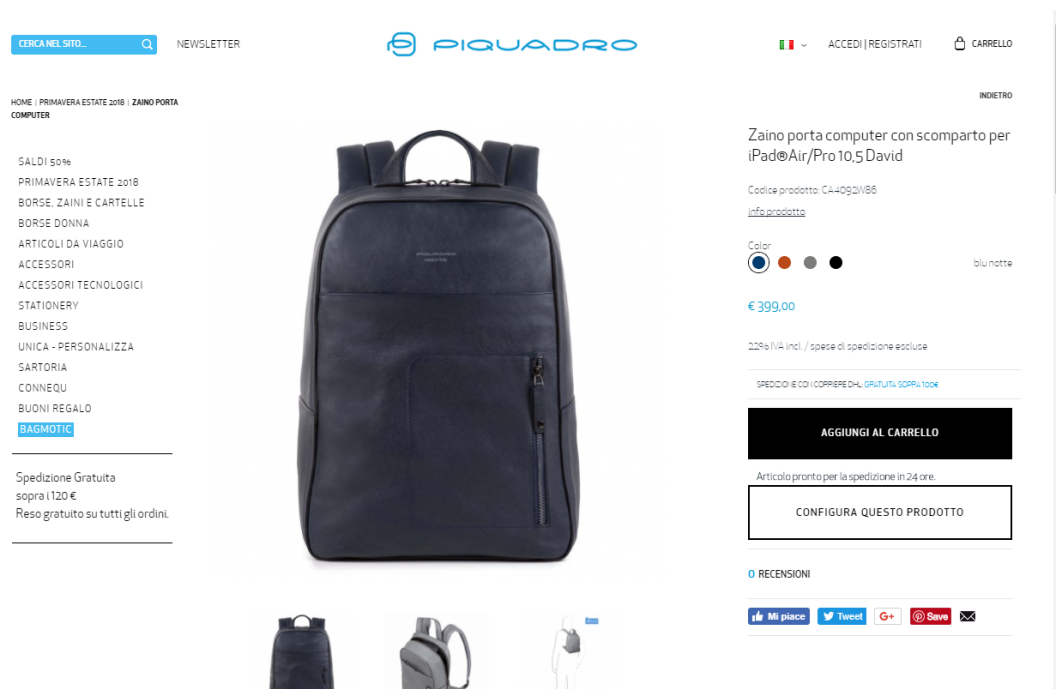 CERCA NEL SITO...
NEWSLETTER
PIQUADRO
ACCEDI | REGISTRATI
CARRELLO
HOME | PRIMAVERA ESTATE 2018 | ZAINO PORTA
COMPUTER
INDIETRO
SALDI 50%
PRIMAVERA ESTATE 2018
BORSE, ZAINI E CARTELLE
BORSE DONNA
ARTICOLI DA VIAGGIO
ACCESSORI
ACCESSORI TECNOLOGICI
STATIONERY
BUSINESS
UNICA - PERSONALIZZA
SARTORIA
CONNEQU
BUONI REGALO
BAGMOTIC
Spedizione Gratuita
sopra i 120 €
Reso gratuito su tutti gli ordini.
Zaino porta computer con scomparto per
iPad®Air/Pro 10,5 David
Codice prodotto: CA4092W86
info prodotto
Color
blu notte
€ 399,00
22% IVA incl. / spese di spedizione escluse
SPEDIZIONE CON CORRIERE DHL: GRATUITA SOPRA 100€
AGGIUNGI AL CARRELLO
Articolo pronto per la spedizione in 24 ore.
CONFIGURA QUESTO PRODOTTO
0 RECENSIONI
Mi piace
Tweet
G+
Save